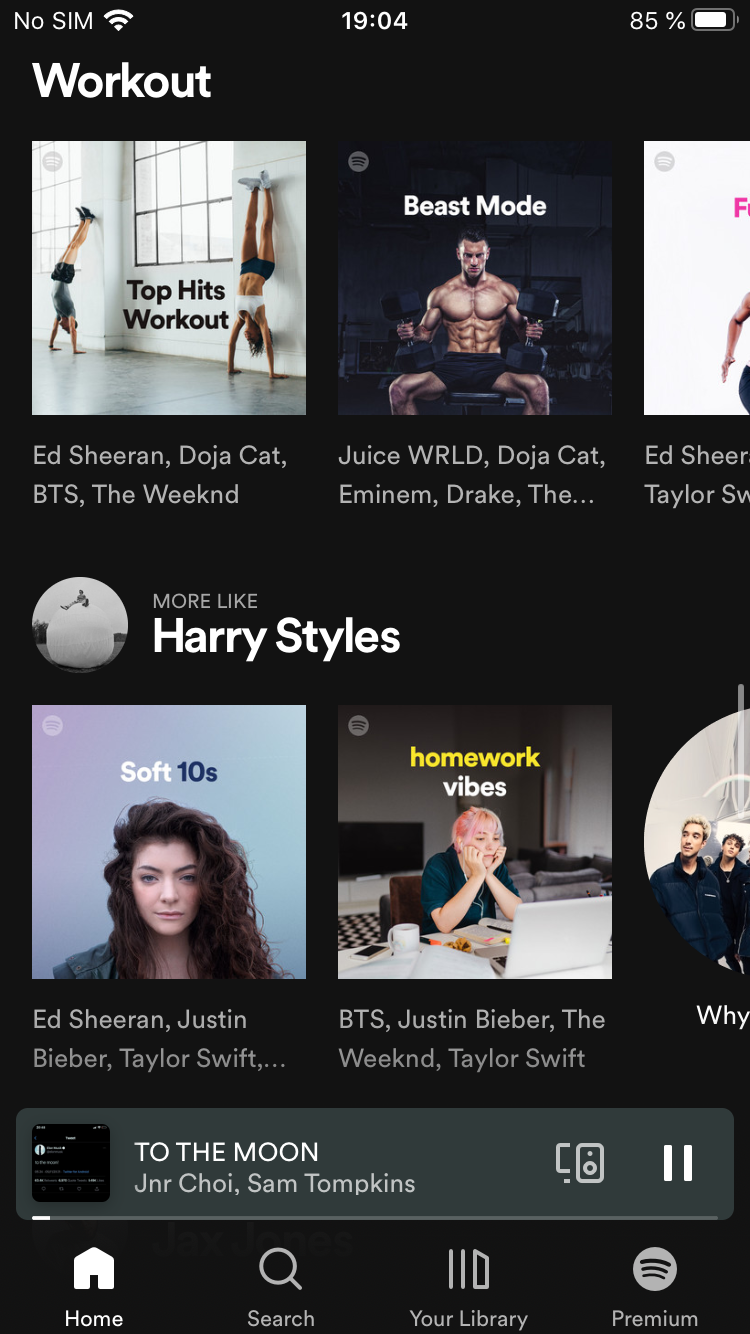 No SIM 19:04 85 %
Workout
Top Hits
Workout
Beast Mode
Ed Sheeran, Doja Cat,
BTS, The Weeknd
Juice WRLD, Doja Cat,
Eminem, Drake, The...
Ed
Taylor
MORE LIKE
Harry Styles
Soft 10s
homework
vibes
Ed Sheeran, Justin
Bieber, Taylor Swift,...
BTS, Justin Bieber, The
Weeknd, Taylor Swift
Why
TO THE MOON
Jnr Choi, Sam Tompkins
Jax Jones
Home
Search
Your Library
Premium